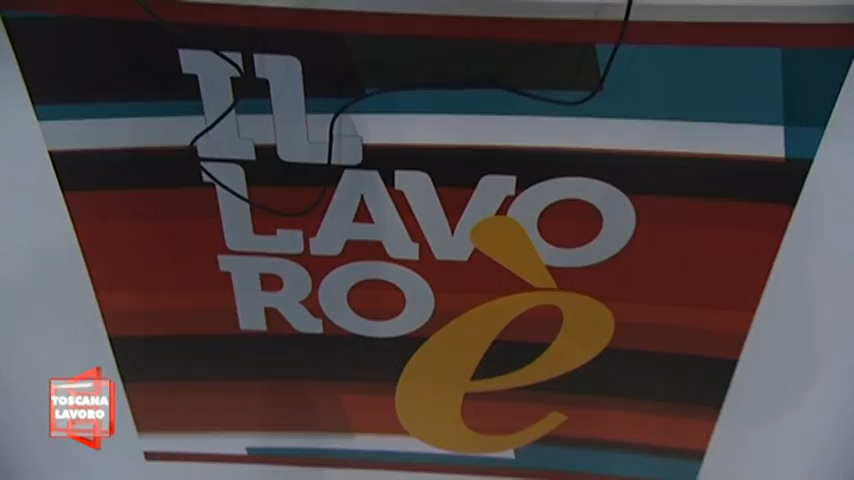 IL
LAVO
RO
è
TOSCANA
LAVORO